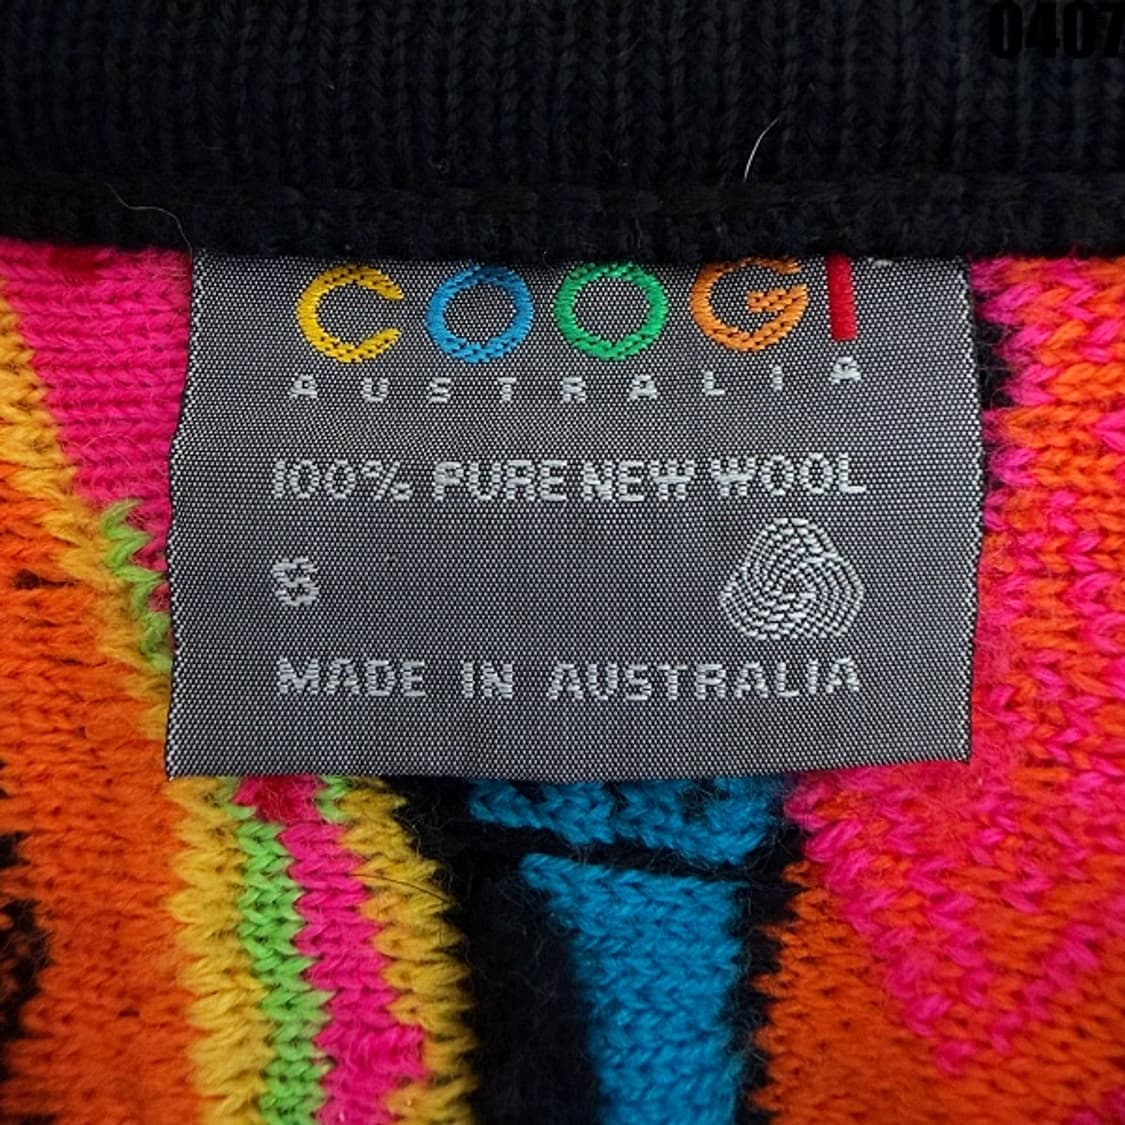 0407
COOGI
AUSTRALIA
100% PURE NEW WOOL
S
MADE IN AUSTRALIA